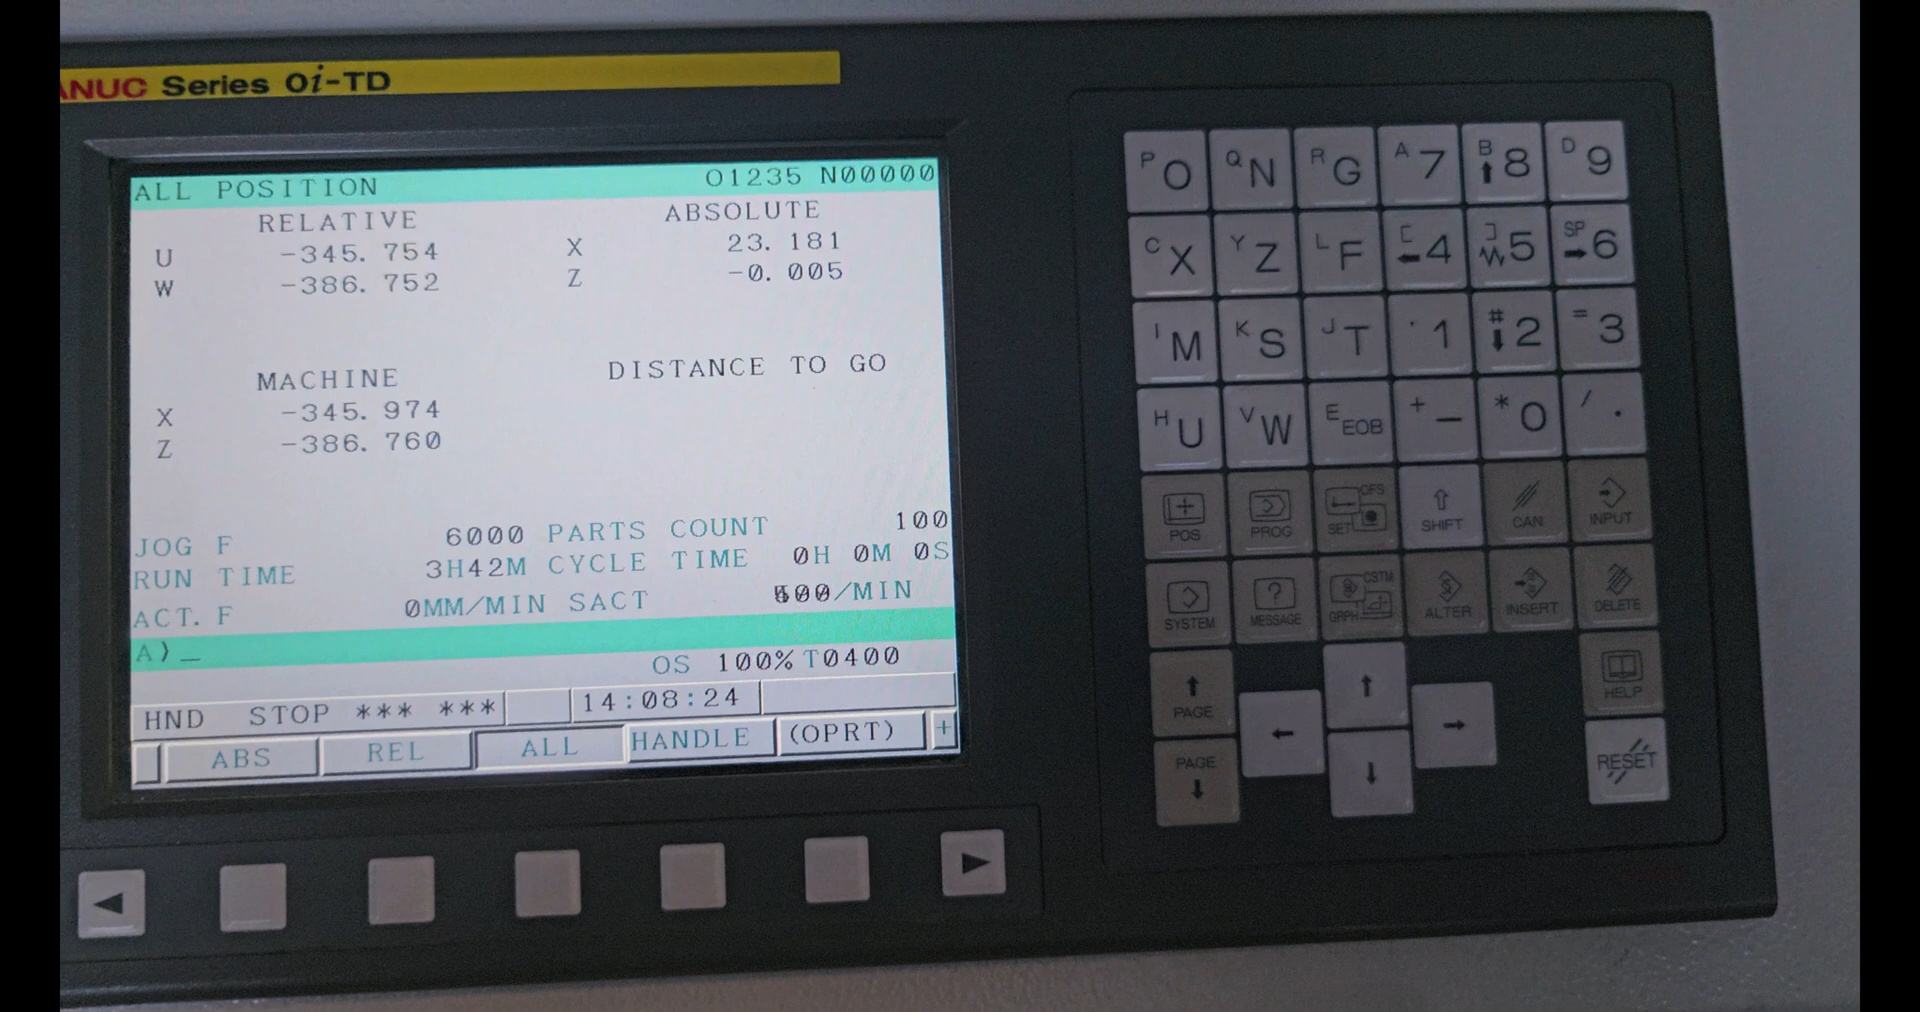 ANUC Series 0i-TD
ALL POSITION O1235 N00000
RELATIVE ABSOLUTE
U -345. 754 X 23. 181
W -386. 752 Z -0. 005
MACHINE DISTANCE TO GO
X -345. 974
Z -386. 760
JOG F 6000 PARTS COUNT 100
RUN TIME 3H42M CYCLE TIME 0H 0M 0S
ACT. F 0MM/MIN SACT /MIN
A)_
OS 100% T0400
HND STOP *** *** 14:08:24
ABS REL ALL HANDLE (OPRT) +
P O Q N R G A 7 B ↑ 8 D 9
C X Y Z L F [ ← 4 ] 5 SP → 6
I M K S J T ' 1 # ↓ 2 = 3
H U V W E EOB + - * 0 / .
POS PROG OFS SET SHIFT CAN INPUT
SYSTEM ? MESSAGE CSTM GRPH ALTER INSERT DELETE
↑ PAGE ↑ HELP
← →
PAGE ↓ ↓ RESET